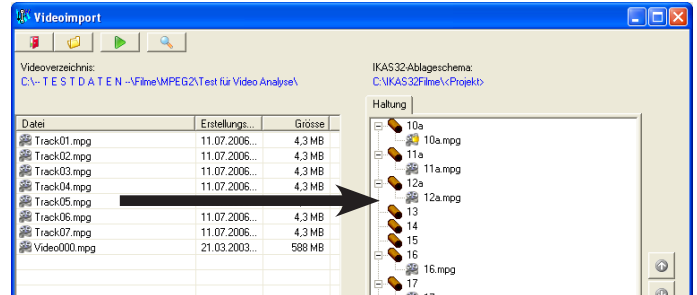 Videoimport
Videoverzeichnis:
C:\-- T E S T D A T E N --\Filme\MPEG2\Test für Video Analyse\
IKAS32-Ablageschema:
C:\IKAS32Filme\<Projekt>
Haltung
Datei Erstellungs... Grösse
Track01.mpg 11.07.2006... 4,3 MB
Track02.mpg 11.07.2006... 4,3 MB
Track03.mpg 11.07.2006... 4,3 MB
Track04.mpg 11.07.2006... 4,3 MB
Track05.mpg
Track06.mpg 11.07.2006... 4,3 MB
Track07.mpg 11.07.2006... 4,3 MB
Video000.mpg 21.03.2003... 588 MB
10a
10a.mpg
11a
11a.mpg
12a
12a.mpg
13
14
15
16
16.mpg
17